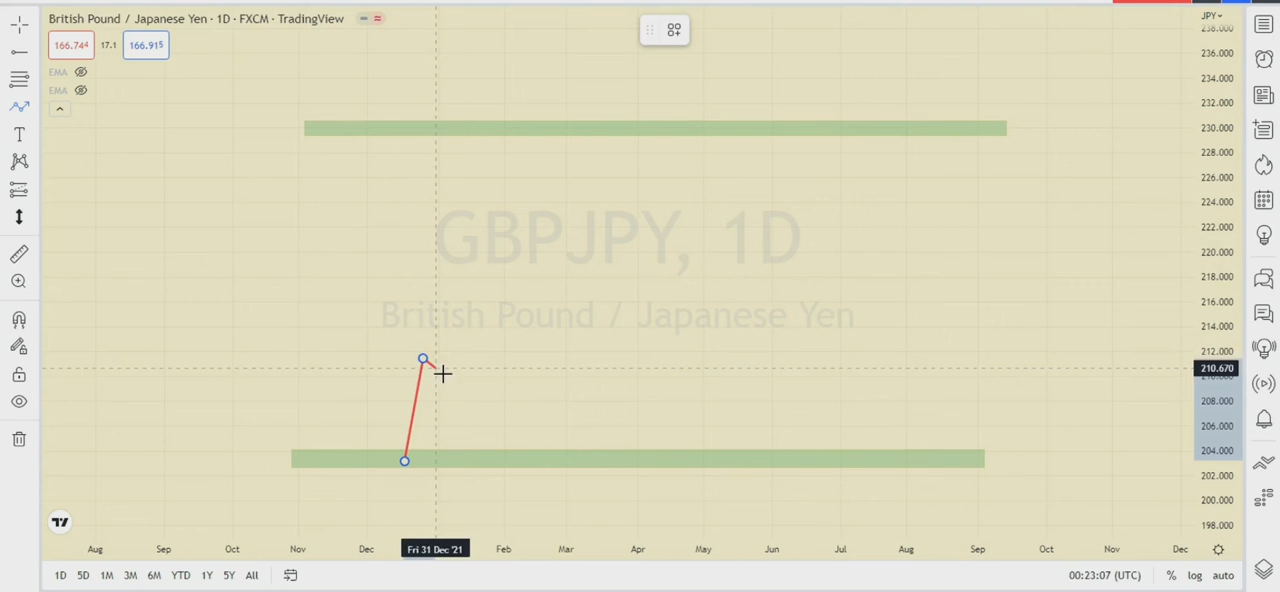 British Pound / Japanese Yen · 1D · FXCM · TradingView
JPY
166.744 17.1 166.915
EMA
EMA
238.000
236.000
234.000
232.000
230.000
228.000
226.000
224.000
222.000
220.000
218.000
216.000
214.000
212.000
210.670
210.000
208.000
206.000
204.000
202.000
200.000
198.000
GBPJPY, 1D
British Pound / Japanese Yen
Aug Sep Oct Nov Dec Fri 31 Dec '21 Feb Mar Apr May Jun Jul Aug Sep Oct Nov Dec
1D 5D 1M 3M 6M YTD 1Y 5Y All 00:23:07 (UTC) % log auto